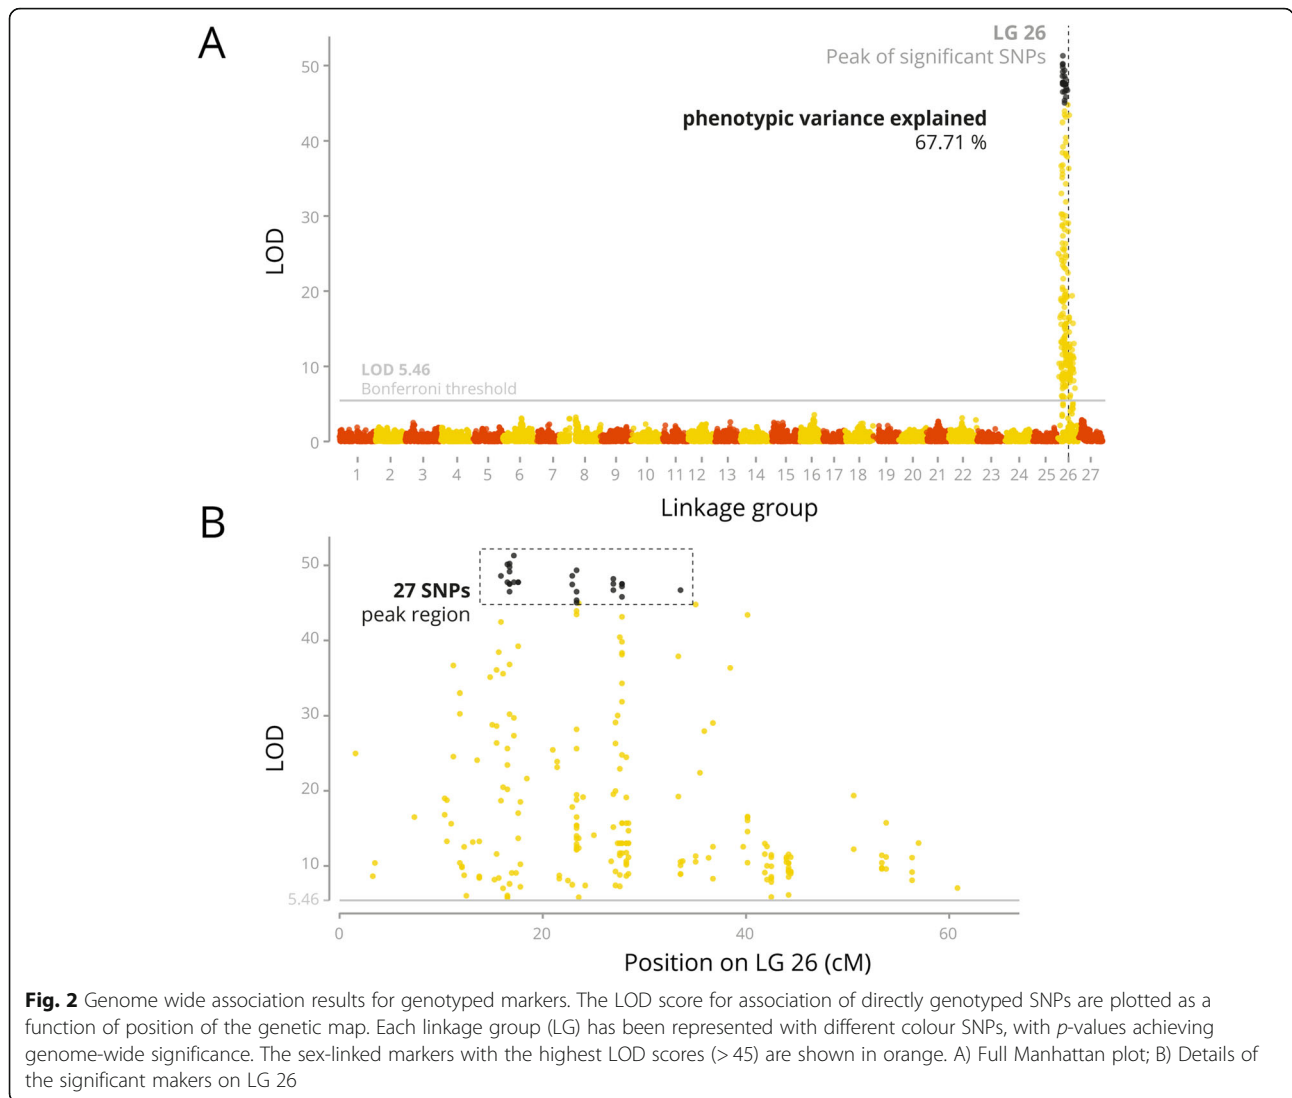 A
LG 26
Peak of significant SNPs
phenotypic variance explained
67.71 %
50
40
30
20
10
0
LOD
LOD 5.46
Bonferroni threshold
1 2 3 4 5 6 7 8 9 10 11 12 13 14 15 16 17 18 19 20 21 22 23 24 25 26 27
Linkage group
B
27 SNPs
peak region
50
40
30
20
10
5.46
LOD
0 20 40 60
Position on LG 26 (cM)
Fig. 2 Genome wide association results for genotyped markers. The LOD score for association of directly genotyped SNPs are plotted as a
function of position of the genetic map. Each linkage group (LG) has been represented with different colour SNPs, with p-values achieving
genome-wide significance. The sex-linked markers with the highest LOD scores (> 45) are shown in orange. A) Full Manhattan plot; B) Details of
the significant makers on LG 26